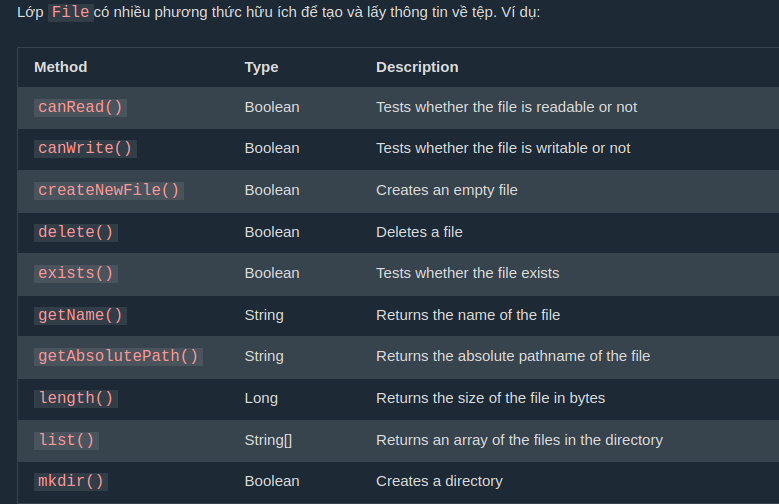 Lớp File có nhiều phương thức hữu ích để tạo và lấy thông tin về tệp. Ví dụ:
Method Type Description
canRead() Boolean Tests whether the file is readable or not
canWrite() Boolean Tests whether the file is writable or not
createNewFile() Boolean Creates an empty file
delete() Boolean Deletes a file
exists() Boolean Tests whether the file exists
getName() String Returns the name of the file
getAbsolutePath() String Returns the absolute pathname of the file
length() Long Returns the size of the file in bytes
list() String[] Returns an array of the files in the directory
mkdir() Boolean Creates a directory